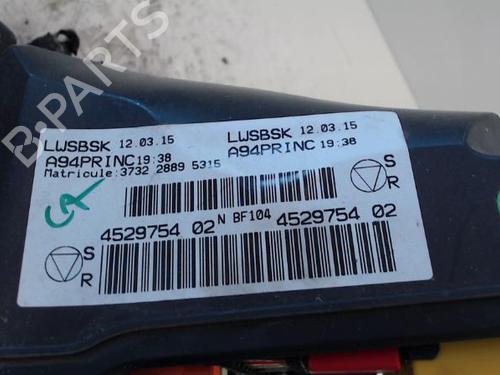 B-PARTS
LWSBSK 12.03.15 LWSBSK 12.03.15
A94PRINC 19:38 A94PRINC 19:38
Matricule: 3732 2889 5315
4529754 02 N BF104 4529754 02
S R
S R